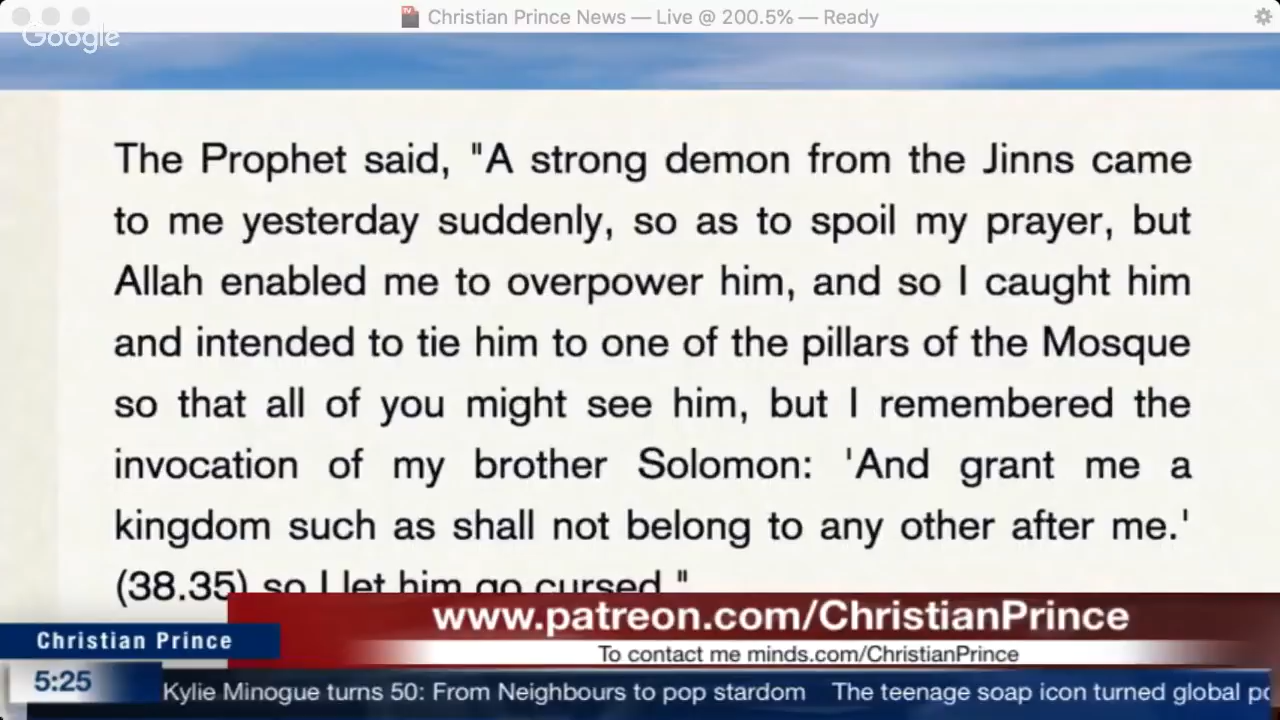 Christian Prince News — Live @ 200.5% — Ready
Google
The Prophet said, "A strong demon from the Jinns came
to me yesterday suddenly, so as to spoil my prayer, but
Allah enabled me to overpower him, and so I caught him
and intended to tie him to one of the pillars of the Mosque
so that all of you might see him, but I remembered the
invocation of my brother Solomon: 'And grant me a
kingdom such as shall not belong to any other after me.'
(38.35) so I let him go cursed."
www.patreon.com/ChristianPrince
Christian Prince
To contact me minds.com/ChristianPrince
5:25
Kylie Minogue turns 50: From Neighbours to pop stardom The teenage soap icon turned global